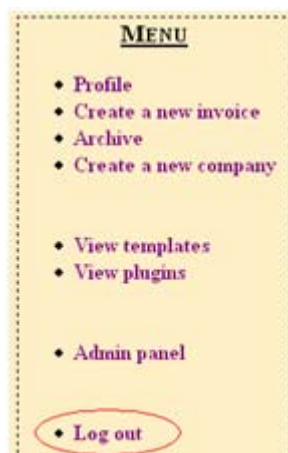 MENU
Profile
Create a new invoice
Archive
Create a new company
View templates
View plugins
Admin panel
Log out